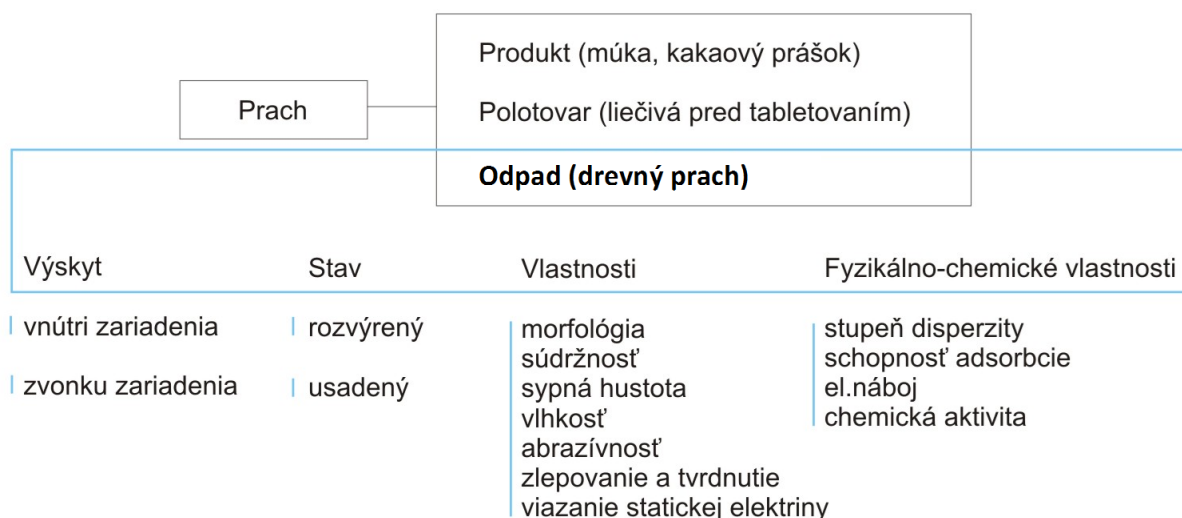 Produkt (múka, kakaový prášok)
Prach
Polotovar (liečivá pred tabletovaním)
Odpad (drevný prach)
Výskyt
vnútri zariadenia
zvonku zariadenia
Stav
rozvýrený
usadený
Vlastnosti
morfológia
súdržnosť
sypná hustota
vlhkosť
abrazívnosť
zlepovanie a tvrdnutie
viazanie statickej elektriny
Fyzikálno-chemické vlastnosti
stupeň disperzity
schopnosť adsorbcie
el.náboj
chemická aktivita